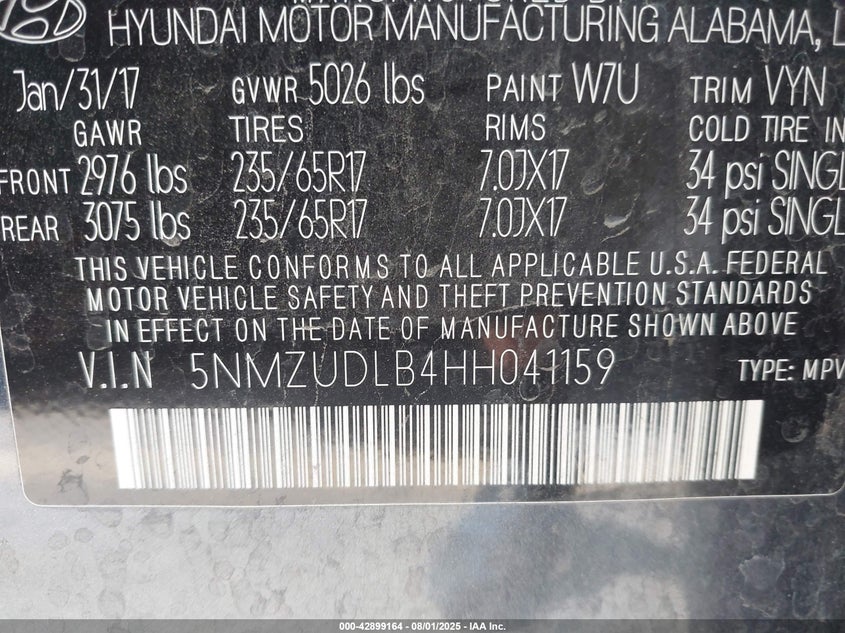 HYUNDAI MOTOR MANUFACTURING ALABAMA,
Jan/31/17 GVWR 5026 lbs PAINT W7U TRIM VYN
GAWR TIRES RIMS COLD TIRE
FRONT 2976 lbs 235/65R17 7.0JX17 34 psi SINGL
REAR 3075 lbs 235/65R17 7.0JX17 34 psi SINGL
THIS VEHICLE CONFORMS TO ALL APPLICABLE U.S.A. FEDERAL
MOTOR VEHICLE SAFETY AND THEFT PREVENTION STANDARDS
IN EFFECT ON THE DATE OF MANUFACTURE SHOWN ABOVE
V.I.N 5NMZUDLB4HH041159 TYPE: MPV
000-42899164 - 08/01/2025 - IAA Inc.